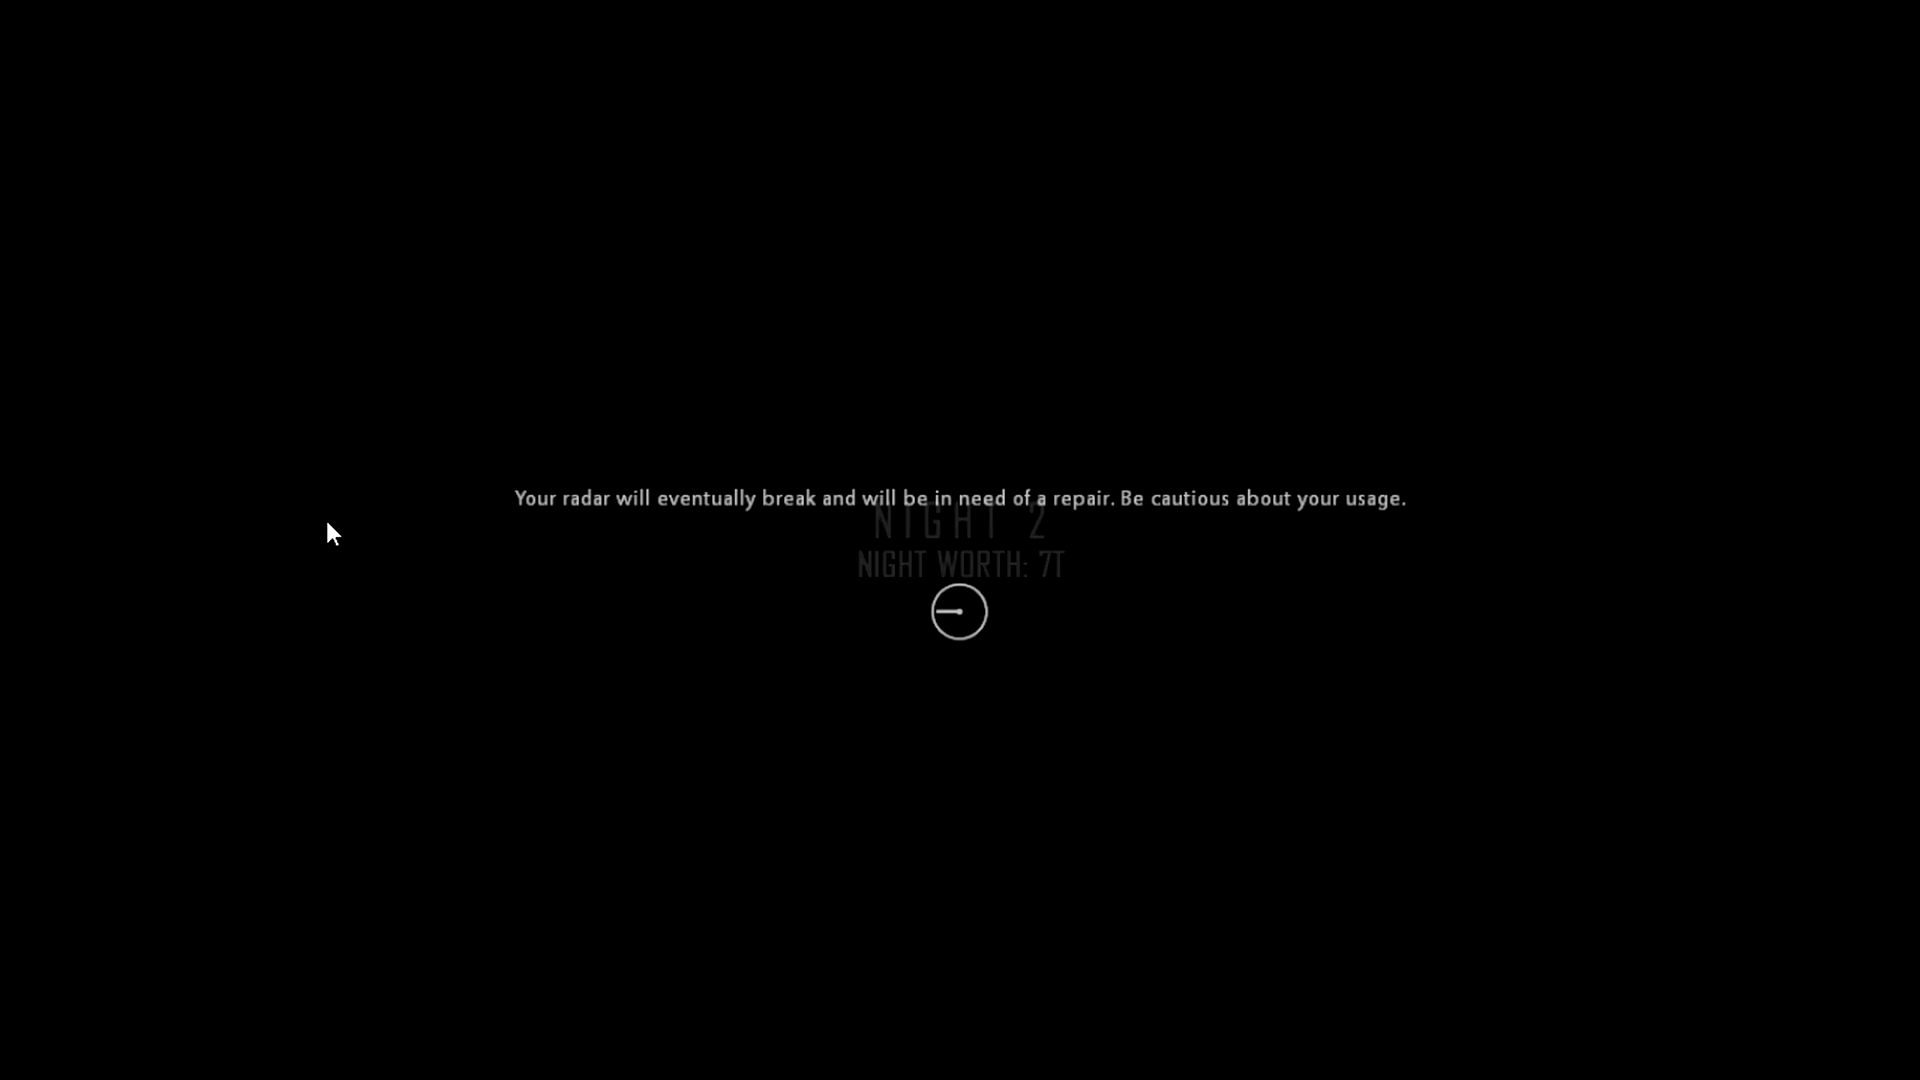 Your radar will eventually break and will be in need of a repair. Be cautious about your usage.
NIGHT 2
NIGHT WORTH: 7T